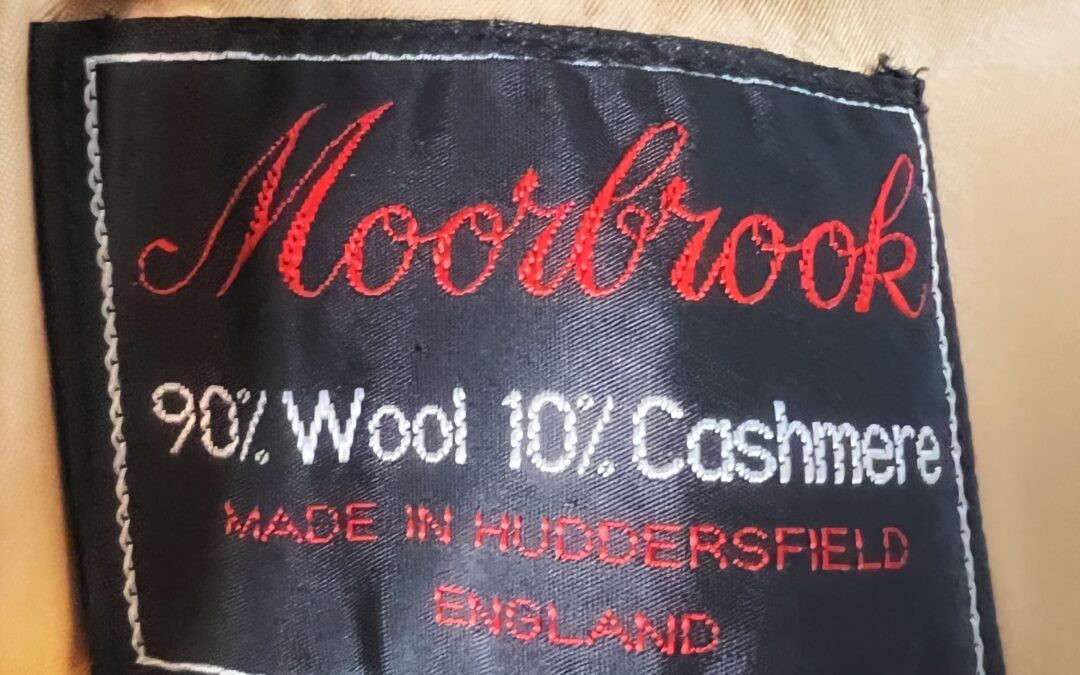 Moorbrook
90% Wool 10% Cashmere
MADE IN HUDDERSFIELD
ENGLAND